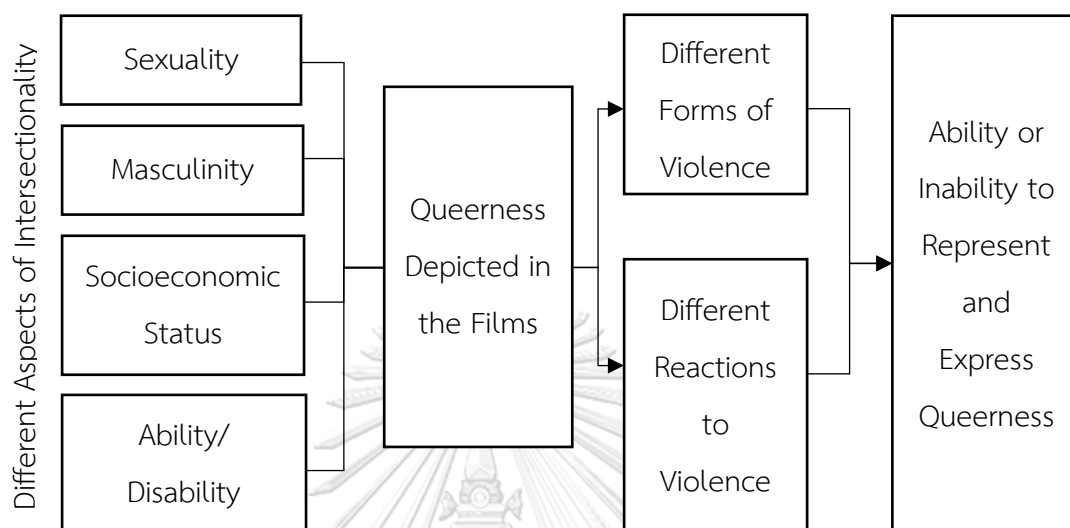 Different Aspects of Intersectionality
Sexuality
Masculinity
Socioeconomic
Status
Ability/
Disability
Queerness
Depicted in
the Films
Different
Forms of
Violence
Different
Reactions
to
Violence
Ability or
Inability to
Represent
and
Express
Queerness